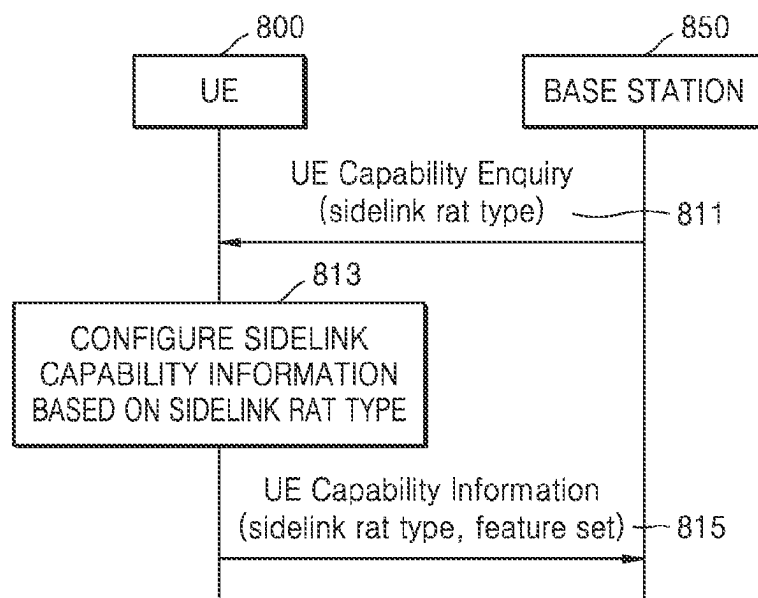 800
850
UE
BASE STATION
UE Capability Enquiry
(sidelink rat type)
811
813
CONFIGURE SIDELINK
CAPABILITY INFORMATION
BASED ON SIDELINK RAT TYPE
UE Capability Information
(sidelink rat type, feature set)
815